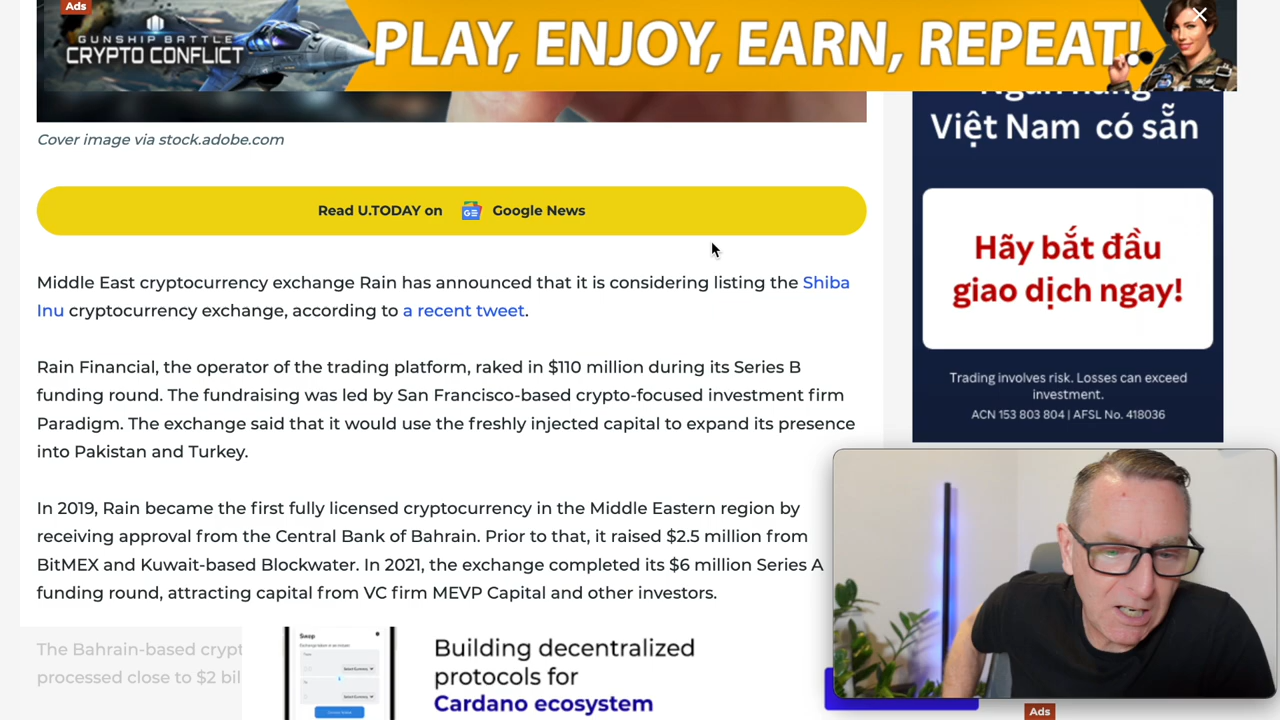 Ads
GUNSHIP BATTLE
CRYPTO CONFLICT
PLAY, ENJOY, EARN, REPEAT!
Cover image via stock.adobe.com
Read U.TODAY on Google News
Middle East cryptocurrency exchange Rain has announced that it is considering listing the Shiba
Inu cryptocurrency exchange, according to a recent tweet.
Rain Financial, the operator of the trading platform, raked in $110 million during its Series B
funding round. The fundraising was led by San Francisco-based crypto-focused investment firm
Paradigm. The exchange said that it would use the freshly injected capital to expand its presence
into Pakistan and Turkey.
In 2019, Rain became the first fully licensed cryptocurrency in the Middle Eastern region by
receiving approval from the Central Bank of Bahrain. Prior to that, it raised $2.5 million from
BitMEX and Kuwait-based Blockwater. In 2021, the exchange completed its $6 million Series A
funding round, attracting capital from VC firm MEVP Capital and other investors.
The Bahrain-based crypt
processed close to $2 bil
Swap
Building decentralized
protocols for
Cardano ecosystem
Việt Nam có sẵn
Hãy bắt đầu
giao dịch ngay!
Trading involves risk. Losses can exceed
investment.
ACN 153 803 804 | AFSL No. 418036
Ads